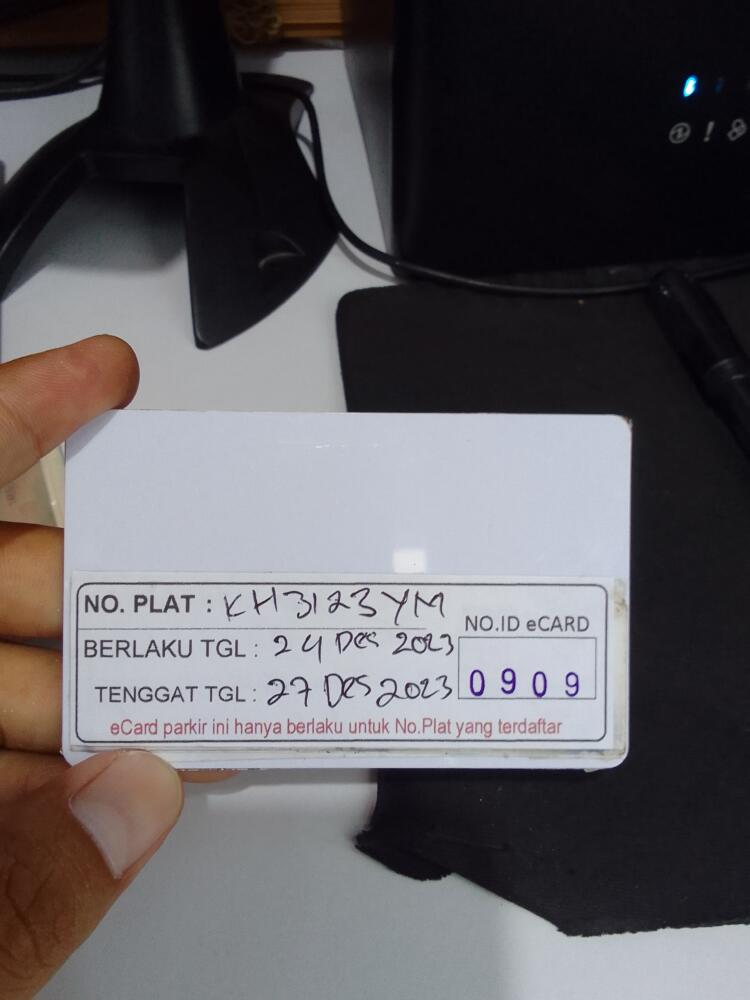 NO. PLAT : KH3123YM
NO.ID eCARD
BERLAKU TGL : 24 Des 2023
0909
TENGGAT TGL : 27 Des 2023
eCard parkir ini hanya berlaku untuk No.Plat yang terdaftar